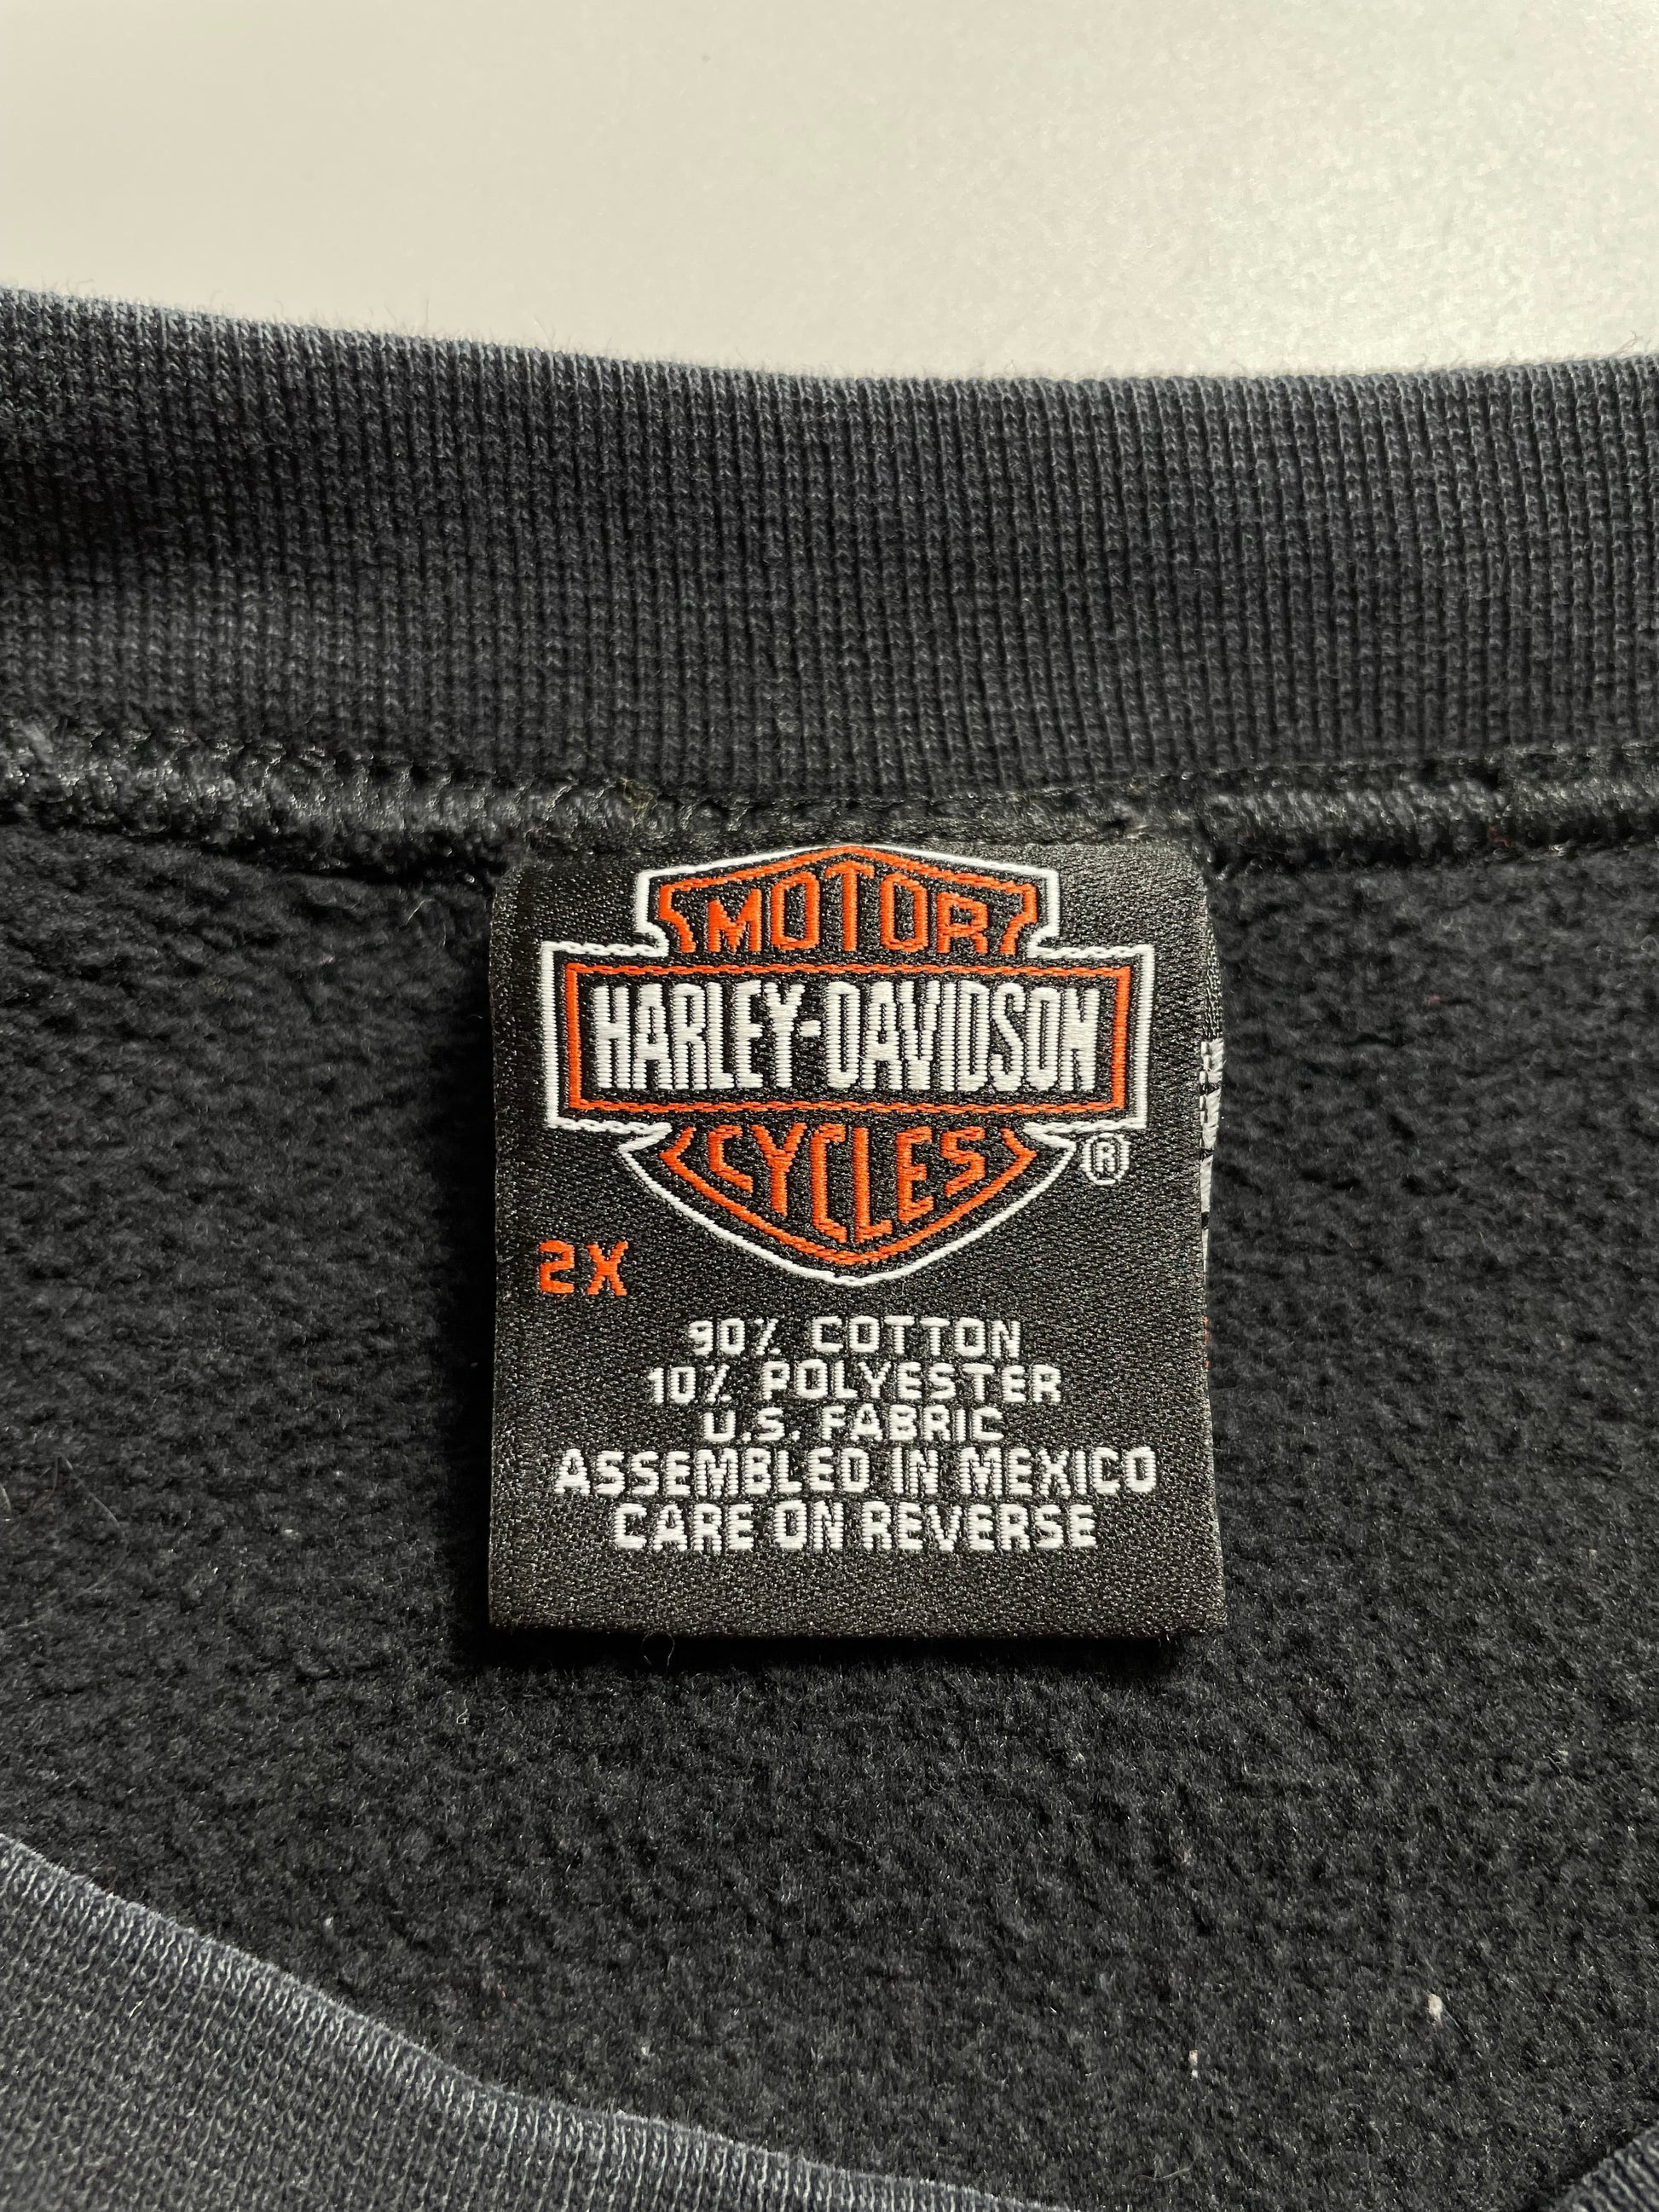 MOTOR
HARLEY-DAVIDSON
CYCLES
®
2X
90% COTTON
10% POLYESTER
U.S. FABRIC
ASSEMBLED IN MEXICO
CARE ON REVERSE